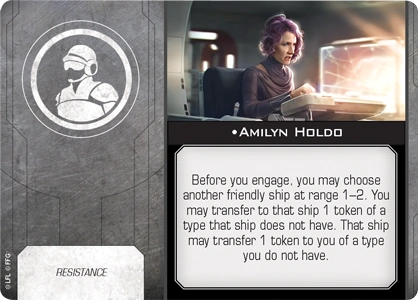 •Amilyn Holdo
Before you engage, you may choose
another friendly ship at range 1–2. You
may transfer to that ship 1 token of a
type that ship does not have. That ship
may transfer 1 token to you of a type
you do not have.
RESISTANCE
© LFL © FFG